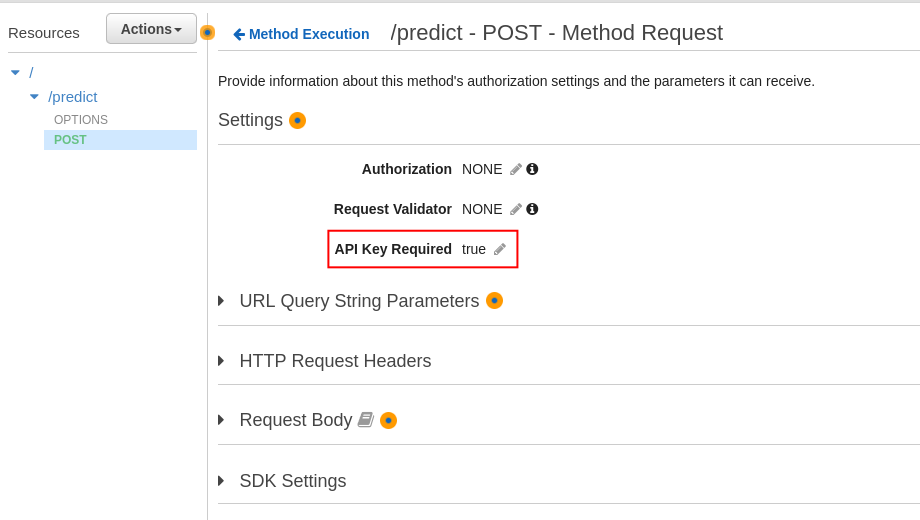 Resources
Actions
/
/predict
OPTIONS
POST
Method Execution
/predict - POST - Method Request
Provide information about this method's authorization settings and the parameters it can receive.
Settings
Authorization NONE
Request Validator NONE
API Key Required true
URL Query String Parameters
HTTP Request Headers
Request Body
SDK Settings